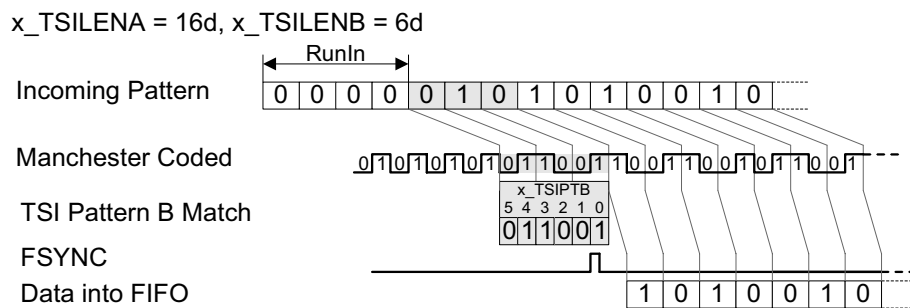 x_TSILENA = 16d, x_TSILENB = 6d
RunIn
Incoming Pattern 0 0 0 0 0 1 0 1 0 1 0 0 1 0
Manchester Coded 0 1 0 1 0 1 0 1 0 1 1 0 0 1 1 0 0 1 1 0 0 1 0 1 1 0 0 1
x_TSIPTB
TSI Pattern B Match 5 4 3 2 1 0
0 1 1 0 0 1
FSYNC
Data into FIFO 1 0 1 0 0 1 0